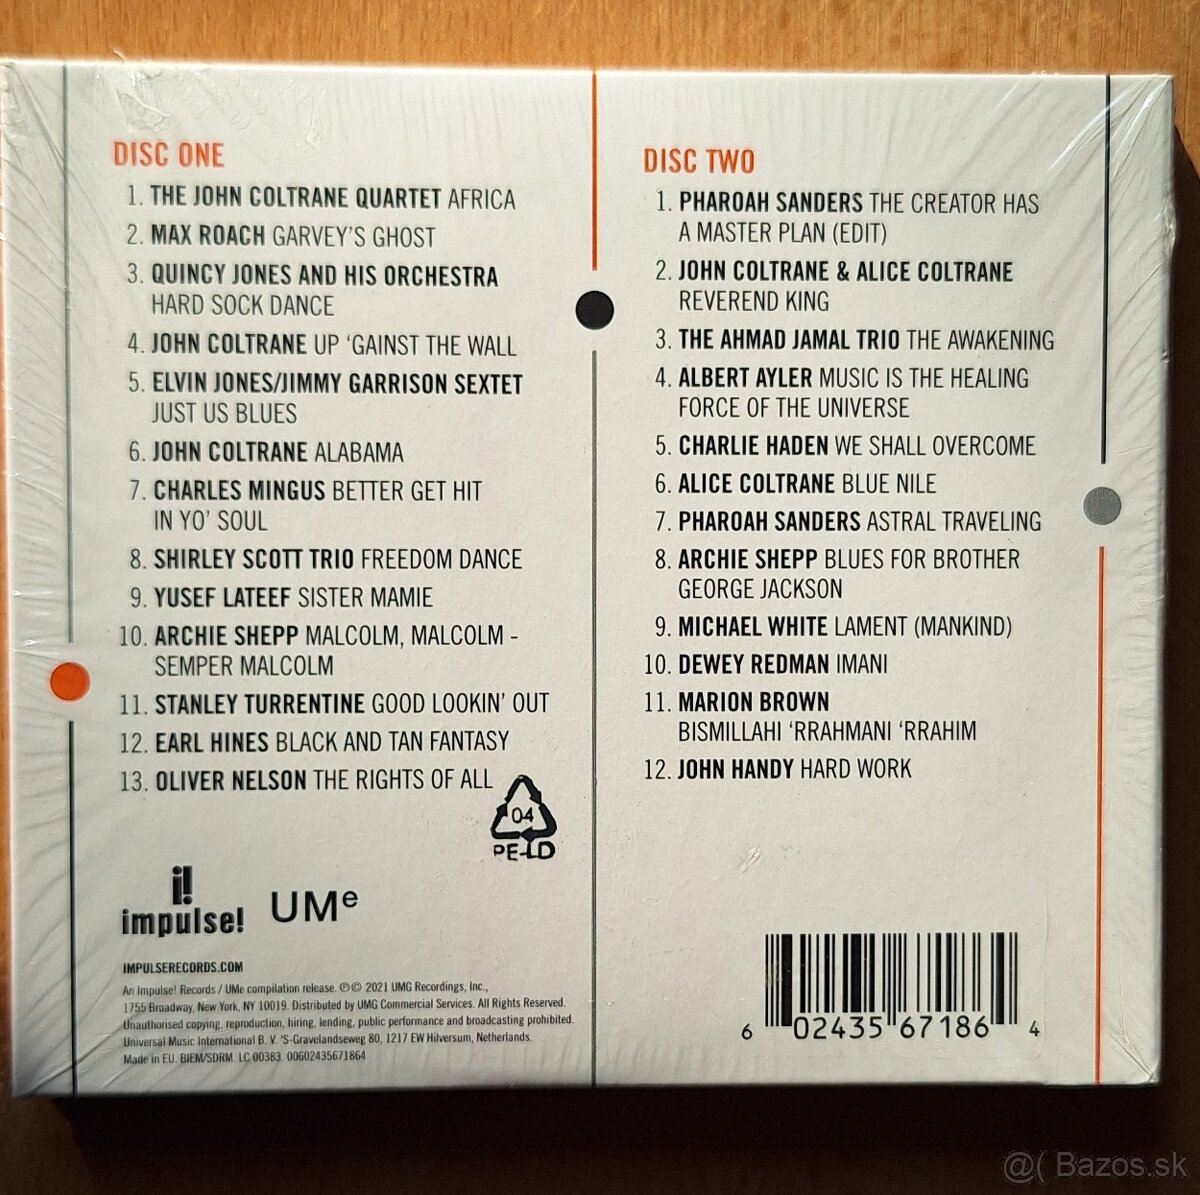 DISC ONE
1. THE JOHN COLTRANE QUARTET AFRICA
2. MAX ROACH GARVEY'S GHOST
3. QUINCY JONES AND HIS ORCHESTRA
HARD SOCK DANCE
4. JOHN COLTRANE UP 'GAINST THE WALL
5. ELVIN JONES/JIMMY GARRISON SEXTET
JUST US BLUES
6. JOHN COLTRANE ALABAMA
7. CHARLES MINGUS BETTER GET HIT
IN YO' SOUL
8. SHIRLEY SCOTT TRIO FREEDOM DANCE
9. YUSEF LATEEF SISTER MAMIE
10. ARCHIE SHEPP MALCOLM, MALCOLM -
SEMPER MALCOLM
11. STANLEY TURRENTINE GOOD LOOKIN' OUT
12. EARL HINES BLACK AND TAN FANTASY
13. OLIVER NELSON THE RIGHTS OF ALL
04
PE-LD
DISC TWO
1. PHAROAH SANDERS THE CREATOR HAS
A MASTER PLAN (EDIT)
2. JOHN COLTRANE & ALICE COLTRANE
REVEREND KING
3. THE AHMAD JAMAL TRIO THE AWAKENING
4. ALBERT AYLER MUSIC IS THE HEALING
FORCE OF THE UNIVERSE
5. CHARLIE HADEN WE SHALL OVERCOME
6. ALICE COLTRANE BLUE NILE
7. PHAROAH SANDERS ASTRAL TRAVELING
8. ARCHIE SHEPP BLUES FOR BROTHER
GEORGE JACKSON
9. MICHAEL WHITE LAMENT (MANKIND)
10. DEWEY REDMAN IMANI
11. MARION BROWN
BISMILLAHI 'RRAHMANI 'RRAHIM
12. JOHN HANDY HARD WORK
i!
impulse!
UMe
IMPULSERECORDS.COM
An Impulse! Records / UMe compilation release. ℗© 2021 UMG Recordings, Inc.,
1755 Broadway, New York, NY 10019. Distributed by UMG Commercial Services. All Rights Reserved.
Unauthorised copying, reproduction, hiring, lending, public performance and broadcasting prohibited.
Universal Music International B. V. 'S-Gravelandseweg 80, 1217 EW Hilversum, Netherlands.
Made in EU. BIEM/SDRM. LC 00383. 00602435671864
6 02435 67186 4
@( Bazos.sk